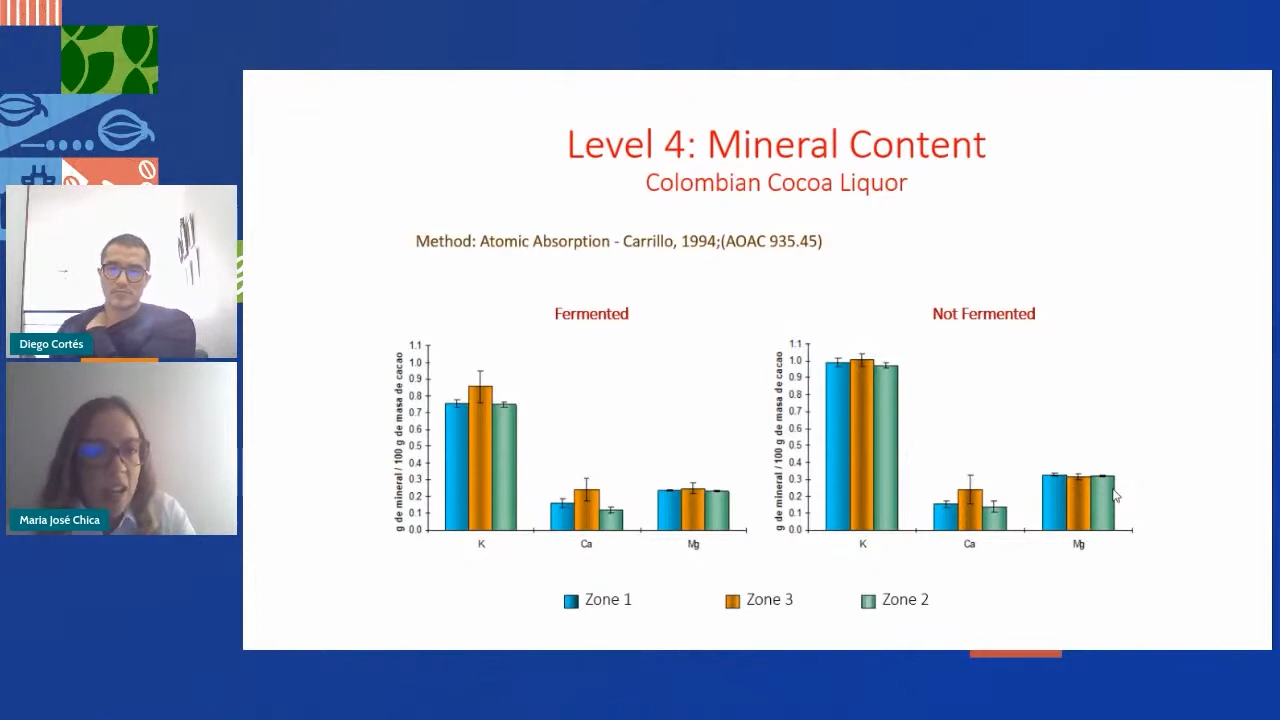 Level 4: Mineral Content
Colombian Cocoa Liquor
Method: Atomic Absorption - Carrillo, 1994;(AOAC 935.45)
Fermented
Not Fermented
g de mineral / 100 g de masa de cacao
1.1
1.0
0.9
0.8
0.7
0.6
0.5
0.4
0.3
0.2
0.1
0.0
K
Ca
Mg
g de mineral / 100 g de masa de cacao
1.1
1.0
0.9
0.8
0.7
0.6
0.5
0.4
0.3
0.2
0.1
0.0
K
Ca
Mg
Zone 1
Zone 3
Zone 2
Diego Cortés
Maria José Chica